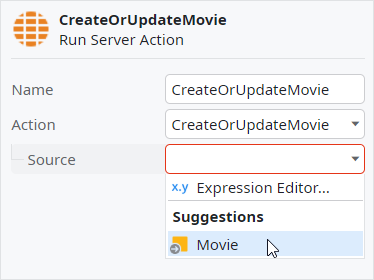 CreateOrUpdateMovie
Run Server Action
Name CreateOrUpdateMovie
Action CreateOrUpdateMovie
Source
x.y Expression Editor...
Suggestions
Movie